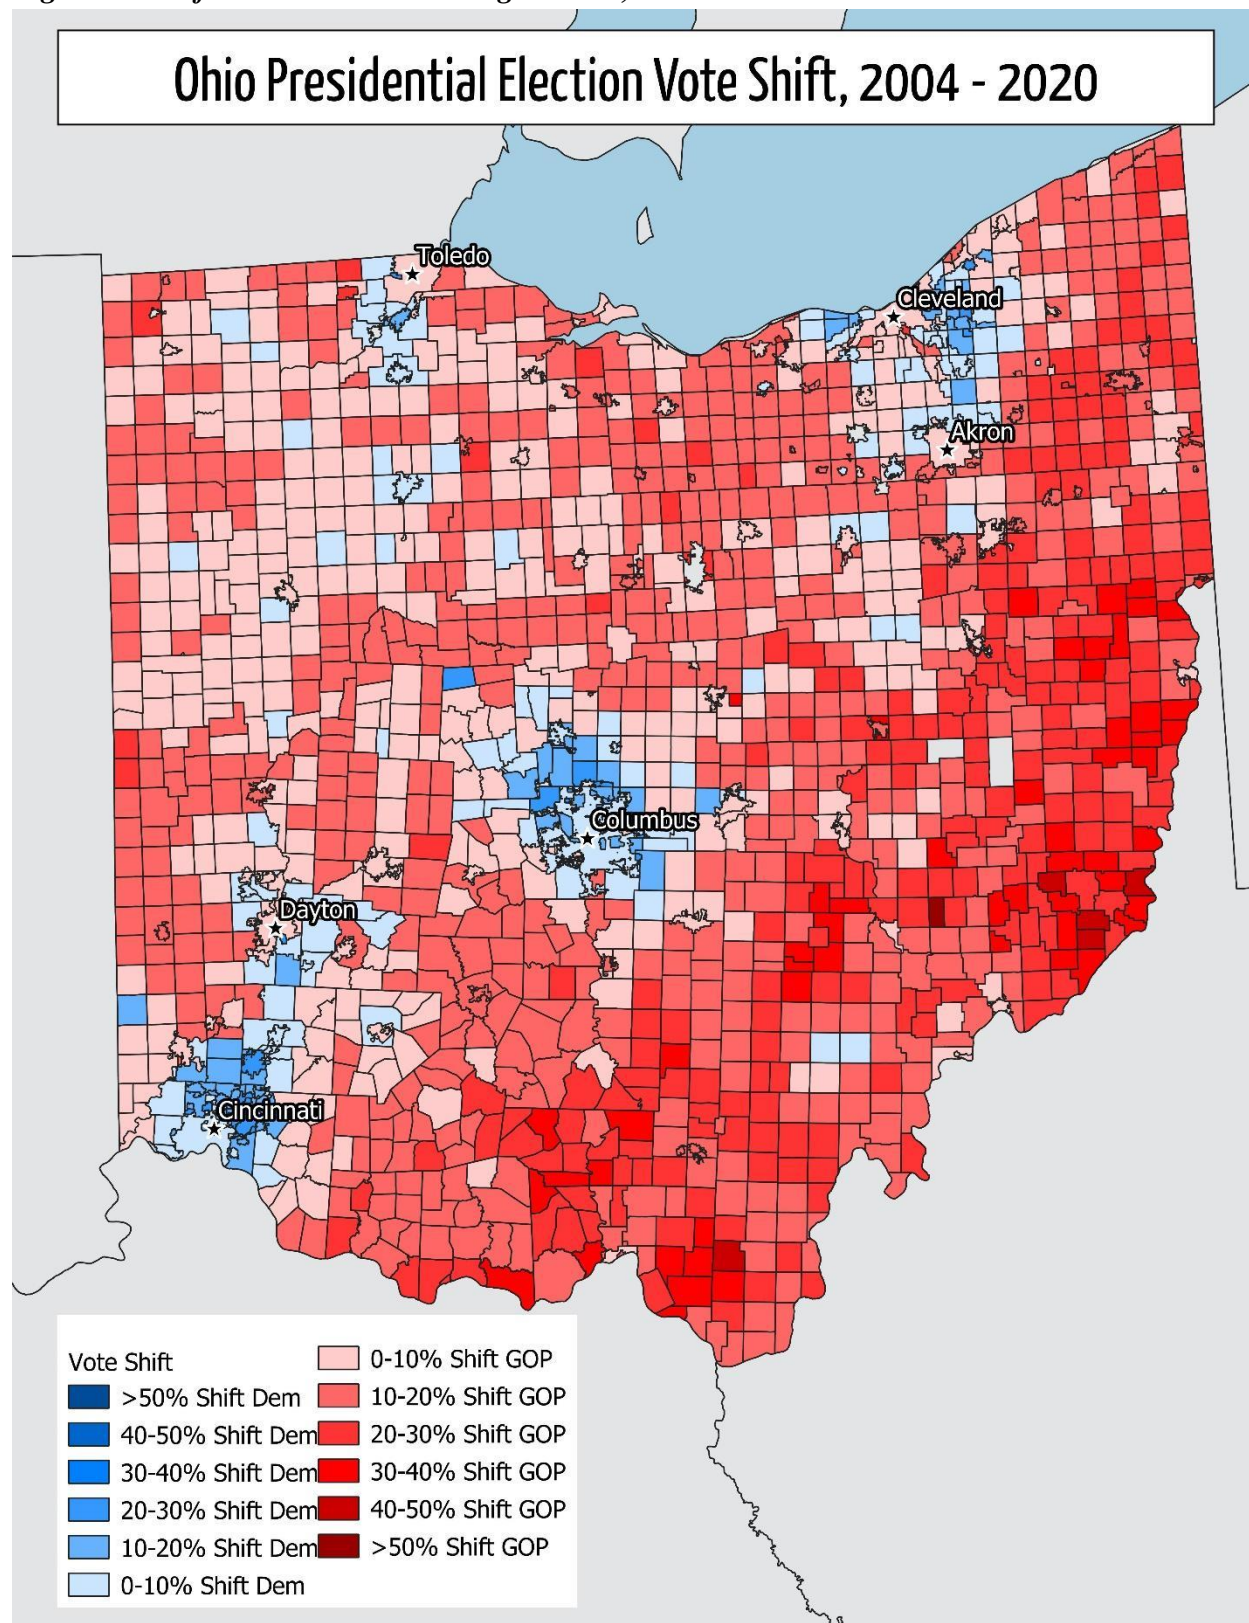 Ohio Presidential Election Vote Shift, 2004 - 2020
Toledo
Cleveland
Akron
Columbus
Dayton
Cincinnati
Vote Shift
>50% Shift Dem
40-50% Shift Dem
30-40% Shift Dem
20-30% Shift Dem
10-20% Shift Dem
0-10% Shift Dem
0-10% Shift GOP
10-20% Shift GOP
20-30% Shift GOP
30-40% Shift GOP
40-50% Shift GOP
>50% Shift GOP